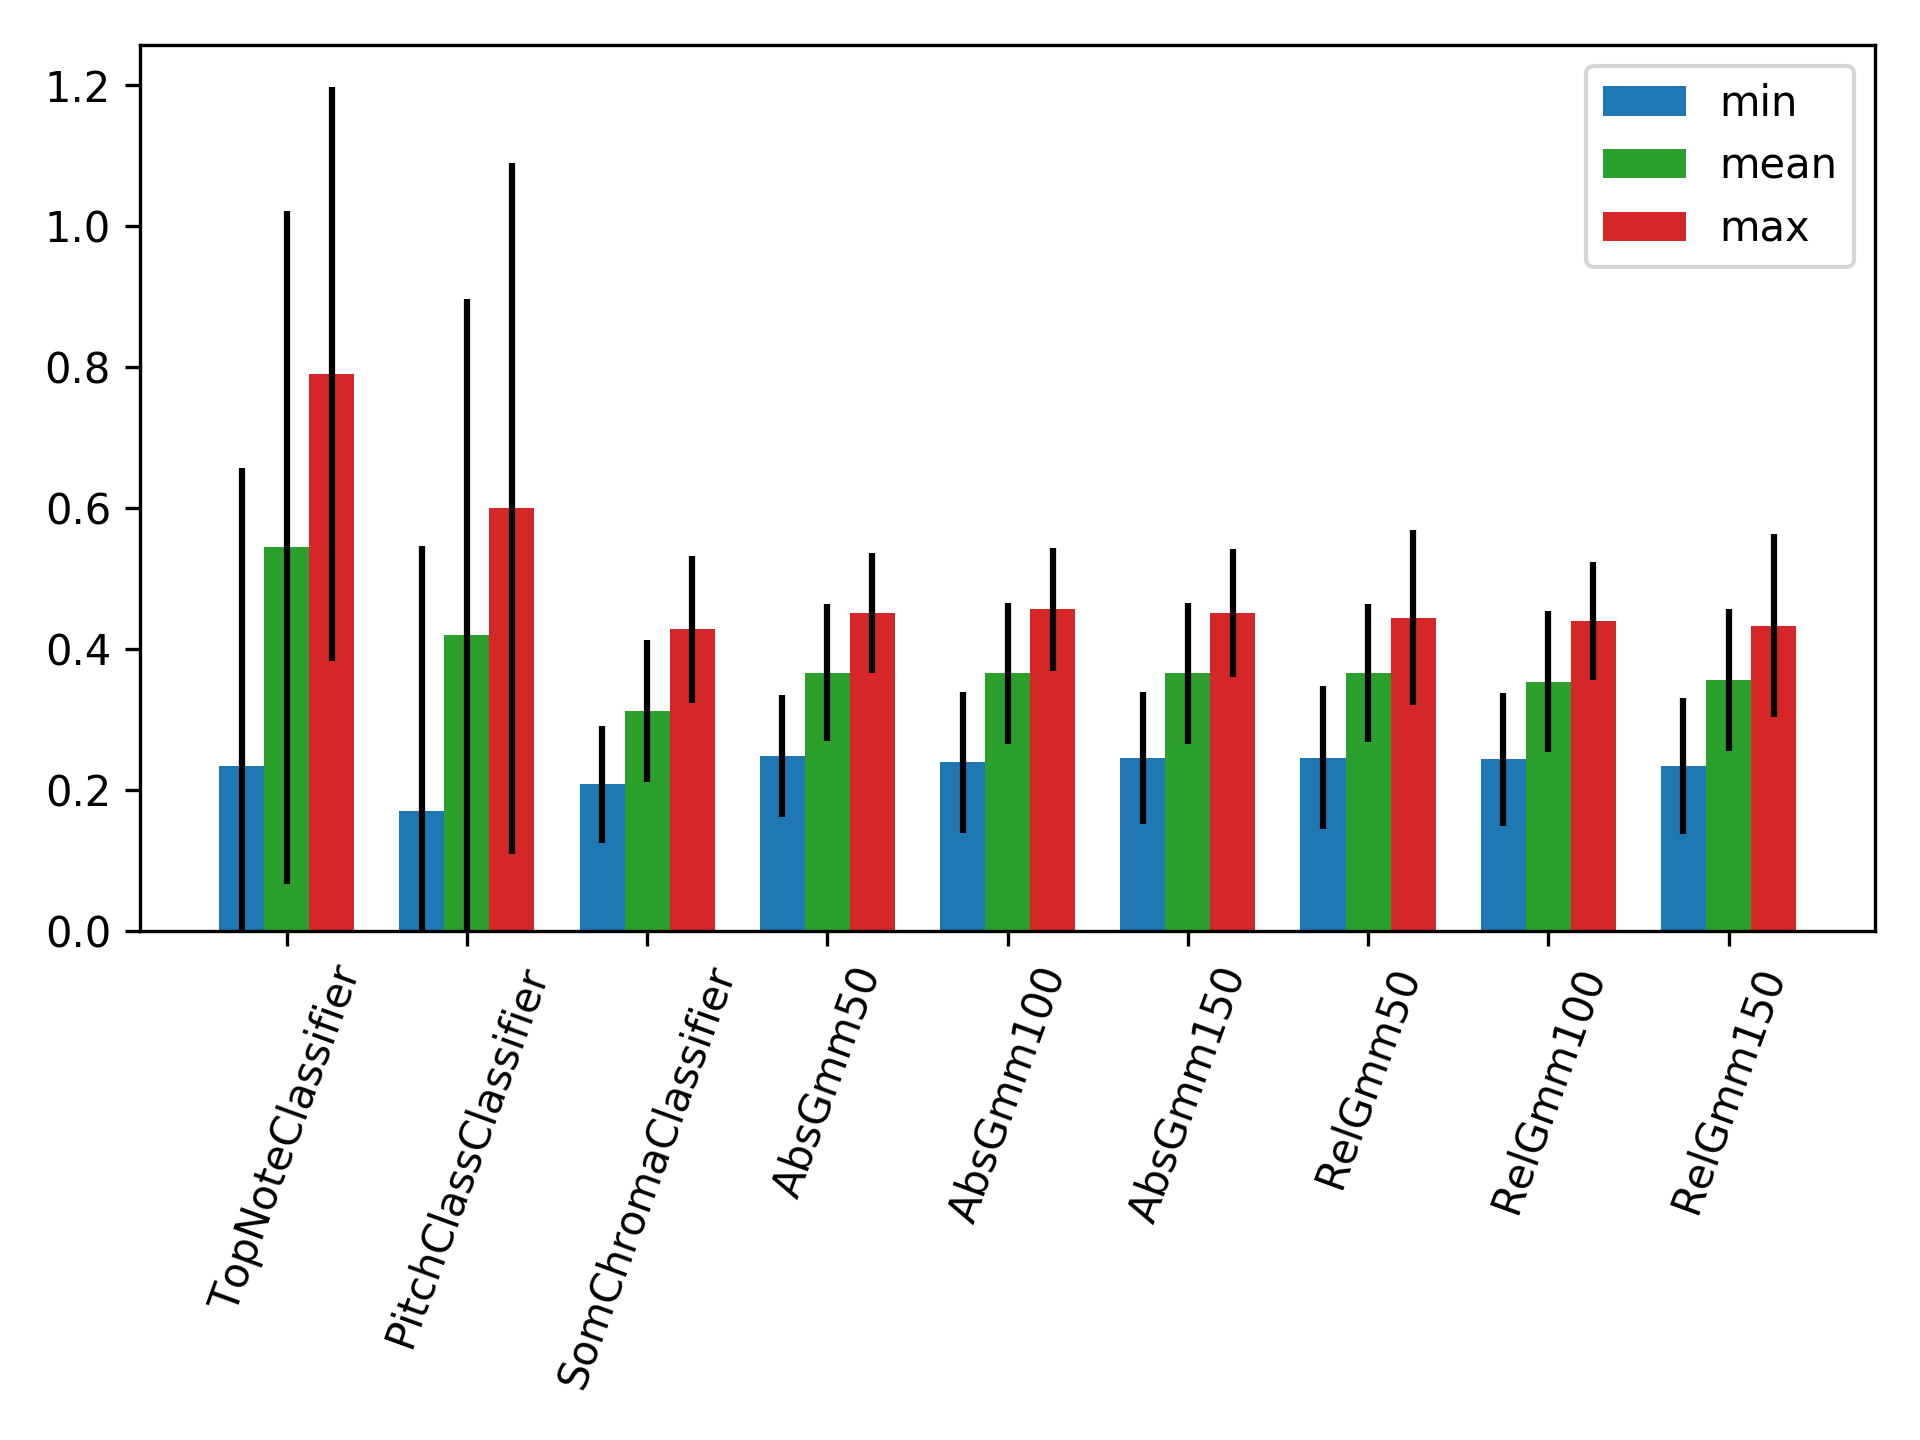 1.2
1.0
0.8
0.6
0.4
0.2
0.0
min
mean
max
TopNoteClassifier
PitchClassClassifier
SomChromaClassifier
AbsGmm50
AbsGmm100
AbsGmm150
RelGmm50
RelGmm100
RelGmm150